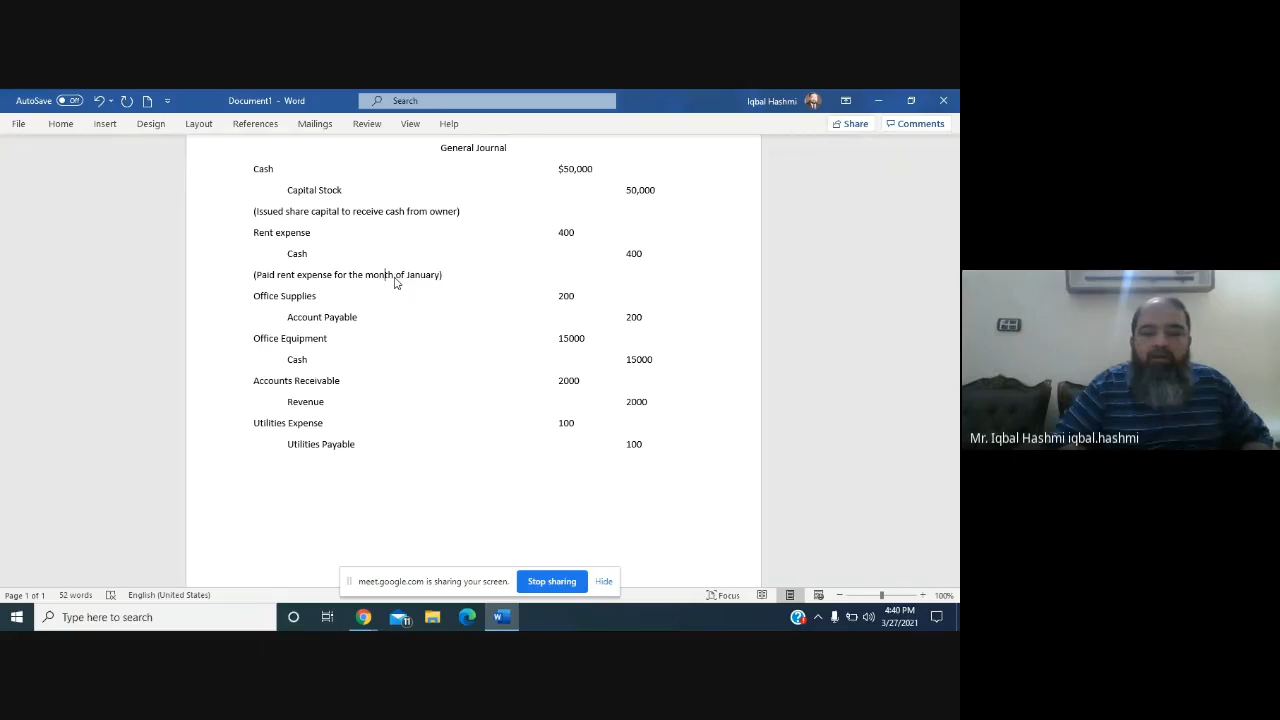 AutoSave Off
Document1 - Word
Search
Iqbal Hashmi
File Home Insert Design Layout References Mailings Review View Help
Share Comments
General Journal
Cash $50,000
Capital Stock 50,000
(Issued share capital to receive cash from owner)
Rent expense 400
Cash 400
(Paid rent expense for the month of January)
Office Supplies 200
Account Payable 200
Office Equipment 15000
Cash 15000
Accounts Receivable 2000
Revenue 2000
Utilities Expense 100
Utilities Payable 100
Mr. Iqbal Hashmi iqbal.hashmi
meet.google.com is sharing your screen. Stop sharing Hide
Page 1 of 1 52 words English (United States) Focus 100%
Type here to search
11
4:40 PM
3/27/2021